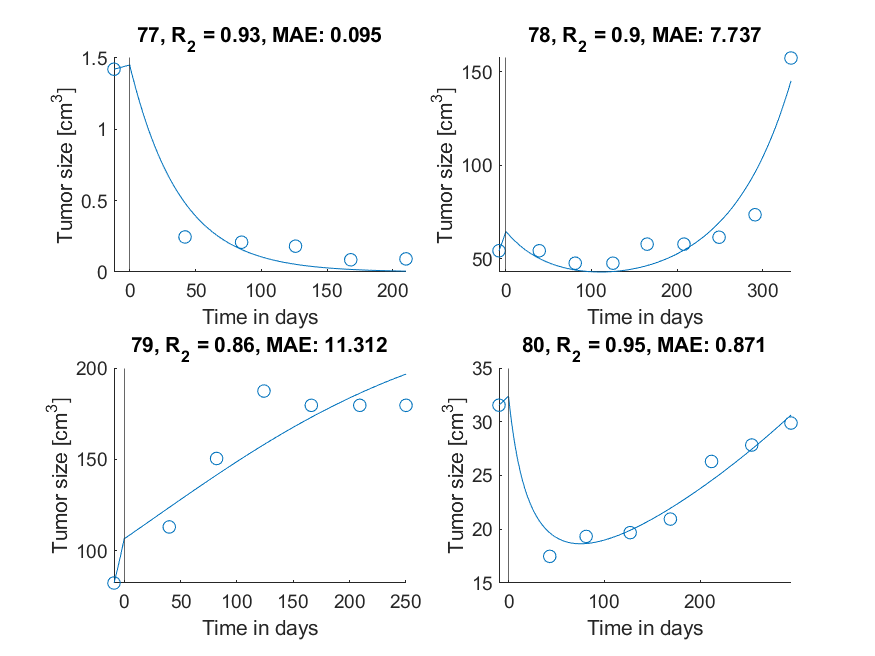 77, R2 = 0.93, MAE: 0.095
1.5
1
0.5
0
Tumor size [cm3]
0 50 100 150 200
Time in days
78, R2 = 0.9, MAE: 7.737
150
100
50
Tumor size [cm3]
0 100 200 300
Time in days
79, R2 = 0.86, MAE: 11.312
200
150
100
Tumor size [cm3]
0 50 100 150 200 250
Time in days
80, R2 = 0.95, MAE: 0.871
35
30
25
20
15
Tumor size [cm3]
0 100 200
Time in days